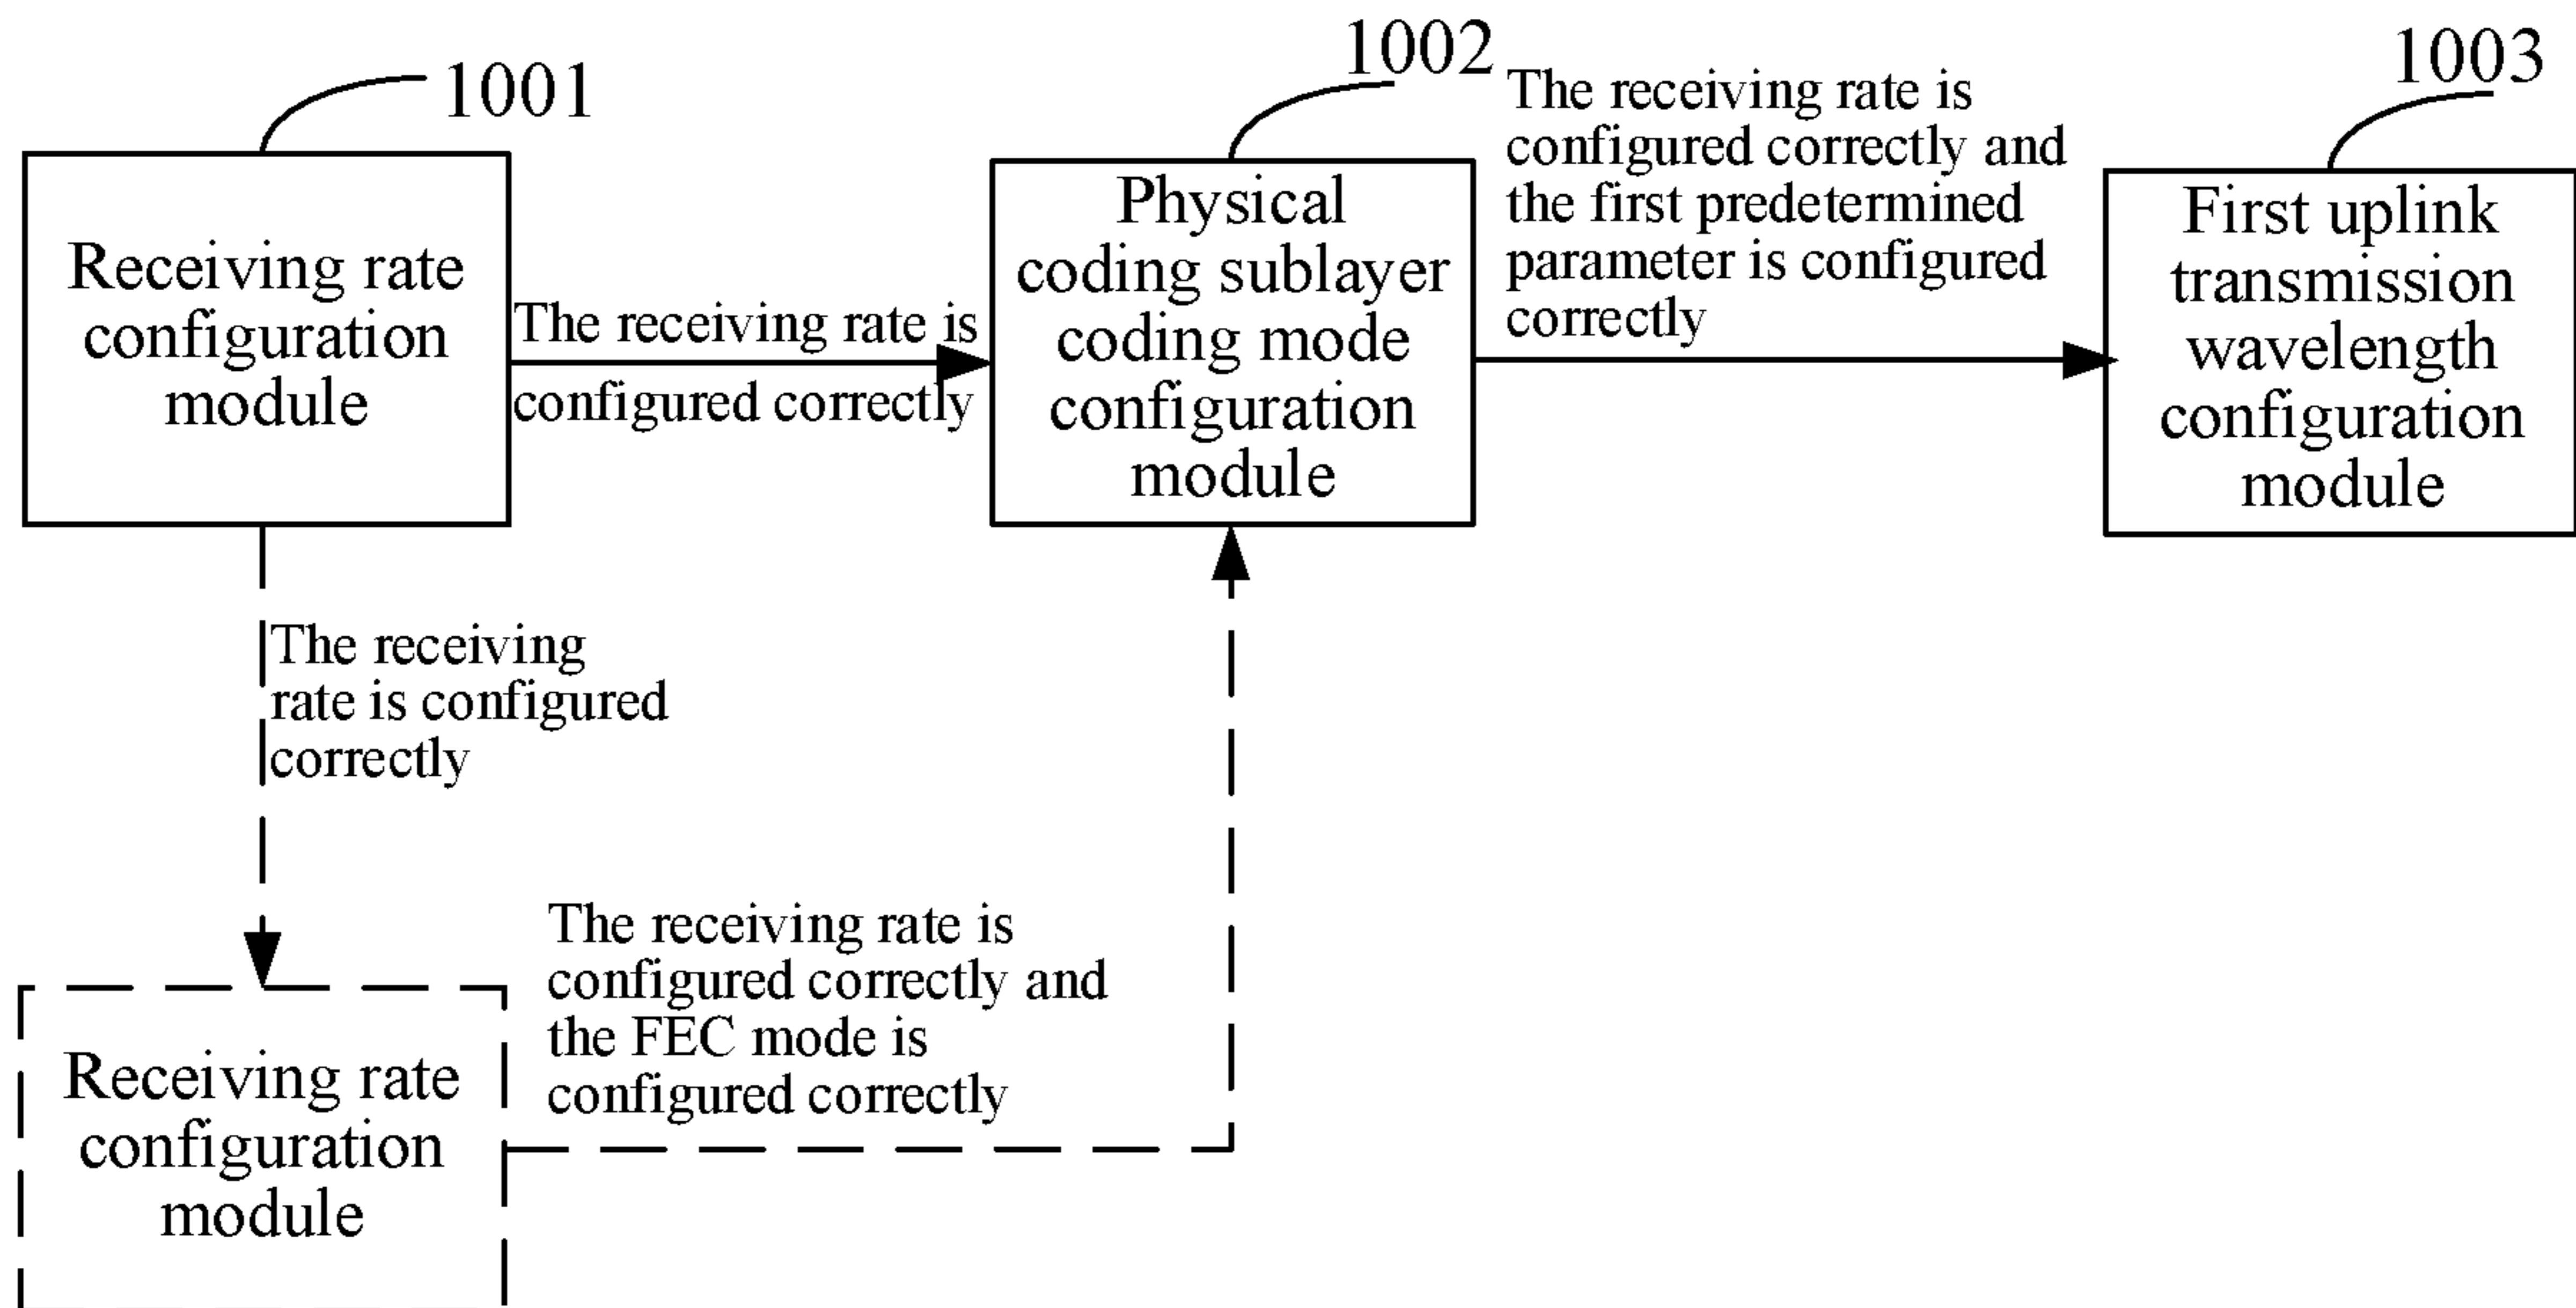 1001
1002
1003
Receiving rate
configuration
module
The receiving rate is
configured correctly
Physical
coding sublayer
coding mode
configuration
module
The receiving rate is
configured correctly and
the first predetermined
parameter is configured
correctly
First uplink
transmission
wavelength
configuration
module
The receiving
rate is configured
correctly
Receiving rate
configuration
module
The receiving rate is
configured correctly and
the FEC mode is
configured correctly